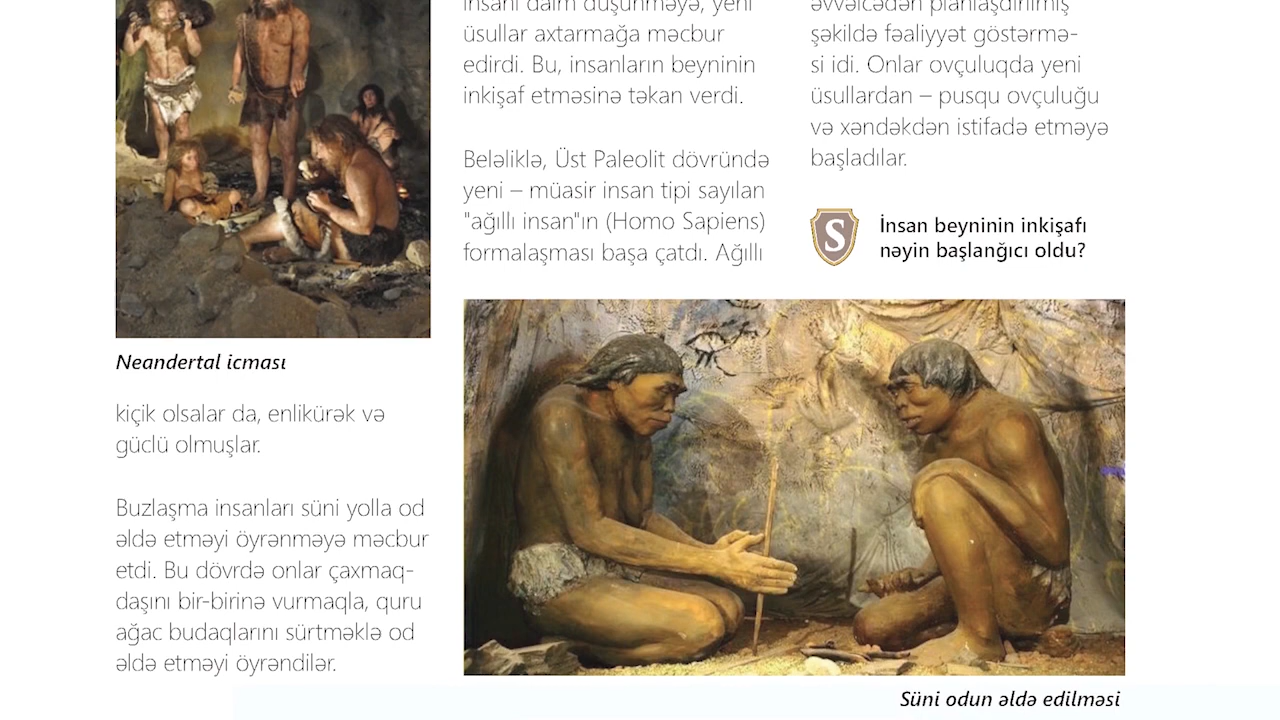 Neandertal icması
kiçik olsalar da, enlikürək və
güclü olmuşlar.
Buzlaşma insanları süni yolla od
əldə etməyi öyrənməyə məcbur
etdi. Bu dövrdə onlar çaxmaq-
daşını bir-birinə vurmaqla, quru
ağac budaqlarını sürtməklə od
əldə etməyi öyrəndilər.
insanı daim düşünməyə, yeni
üsullar axtarmağa məcbur
edirdi. Bu, insanların beyninin
inkişaf etməsinə təkan verdi.
Beləliklə, Üst Paleolit dövründə
yeni – müasir insan tipi sayılan
"ağıllı insan"ın (Homo Sapiens)
formalaşması başa çatdı. Ağıllı
əvvəlcədən planlaşdırılmış
şəkildə fəaliyyət göstərmə-
si idi. Onlar ovçuluqda yeni
üsullardan – pusqu ovçuluğu
və xəndəkdən istifadə etməyə
başladılar.
S
İnsan beyninin inkişafı
nəyin başlanğıcı oldu?
Süni odun əldə edilməsi